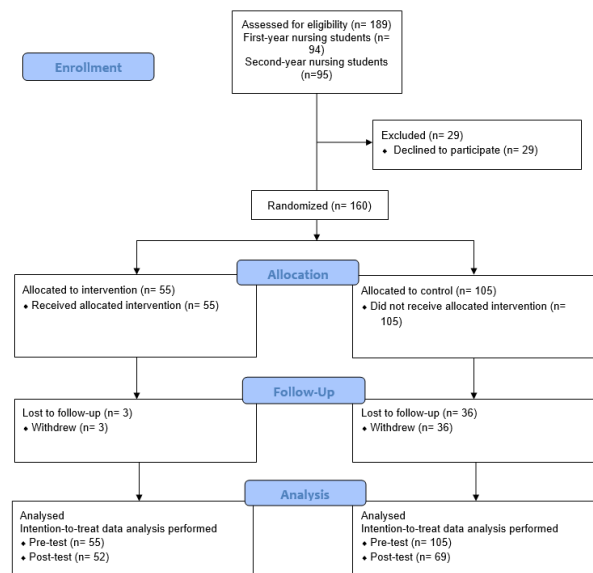 Assessed for eligibility (n= 189)
First-year nursing students (n=
94)
Second-year nursing students
(n=95)
Enrollment
Excluded (n= 29)
⬥ Declined to participate (n= 29)
Randomized (n= 160)
Allocation
Allocated to intervention (n= 55)
⬥ Received allocated intervention (n= 55)
Allocated to control (n= 105)
⬥ Did not receive allocated intervention (n=
105)
Follow-Up
Lost to follow-up (n= 3)
⬥ Withdrew (n= 3)
Lost to follow-up (n= 36)
⬥ Withdrew (n= 36)
Analysis
Analysed
Intention-to-treat data analysis performed
⬥ Pre-test (n= 55)
⬥ Post-test (n= 52)
Analysed
Intention-to-treat data analysis performed
⬥ Pre-test (n= 105)
⬥ Post-test (n= 69)